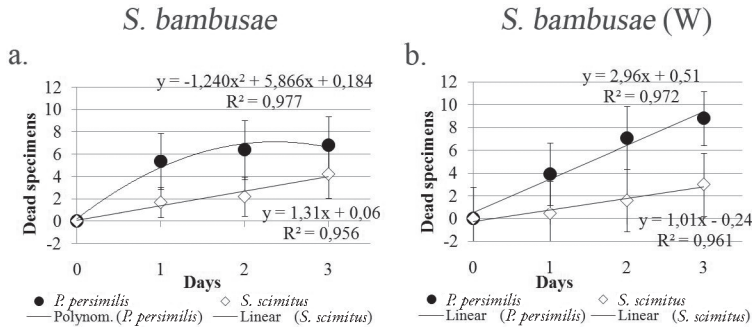 S. bambusae
S. bambusae (W)
a.
y = -1,240x² + 5,866x + 0,184
R² = 0,977
12
10
8
6
4
2
0
-2
Dead specimens
y = 1,31x + 0,06
R² = 0,956
0 1 2 3
Days
P. persimilis
S. scimitus
Polynom. (P. persimilis)
Linear (S. scimitus)
b.
y = 2,96x + 0,51
R² = 0,972
12
10
8
6
4
2
0
-2
Dead specimens
y = 1,01x - 0,24
R² = 0,961
0 1 2 3
Days
P. persimilis
S. scimitus
Linear (P. persimilis)
Linear (S. scimitus)